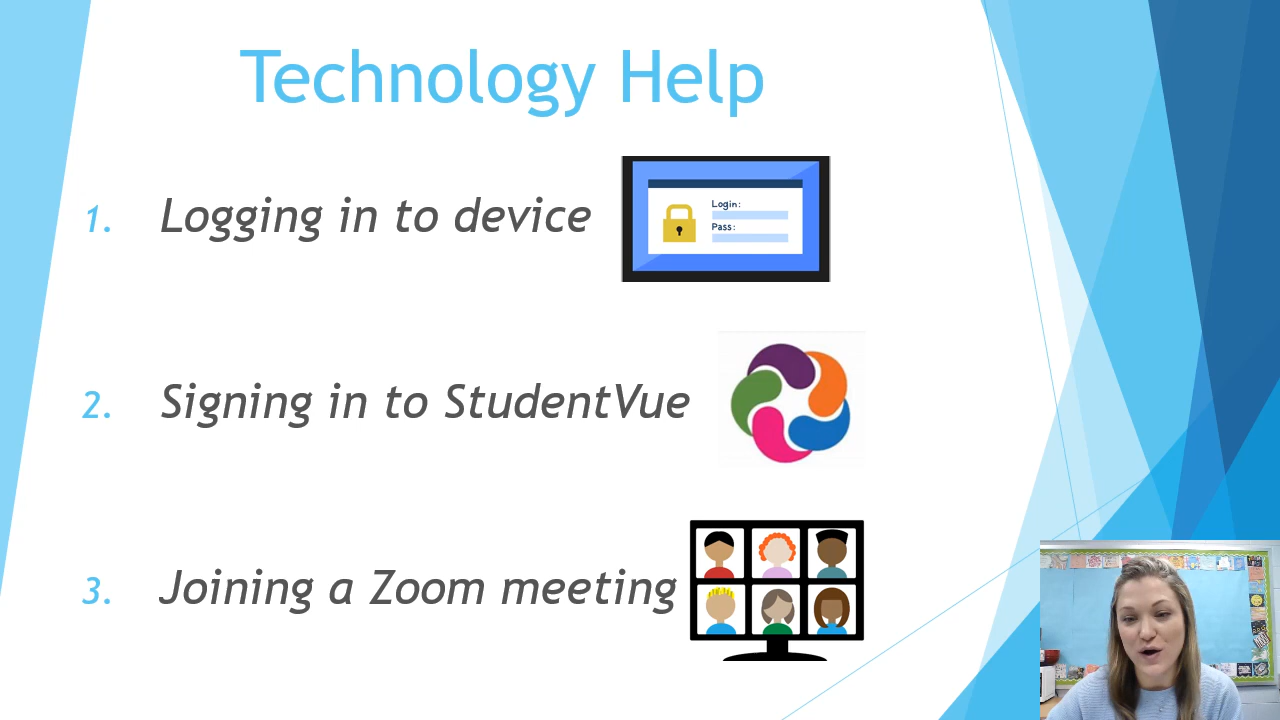 Technology Help
1. Logging in to device
Login:
Pass:
2. Signing in to StudentVue
3. Joining a Zoom meeting